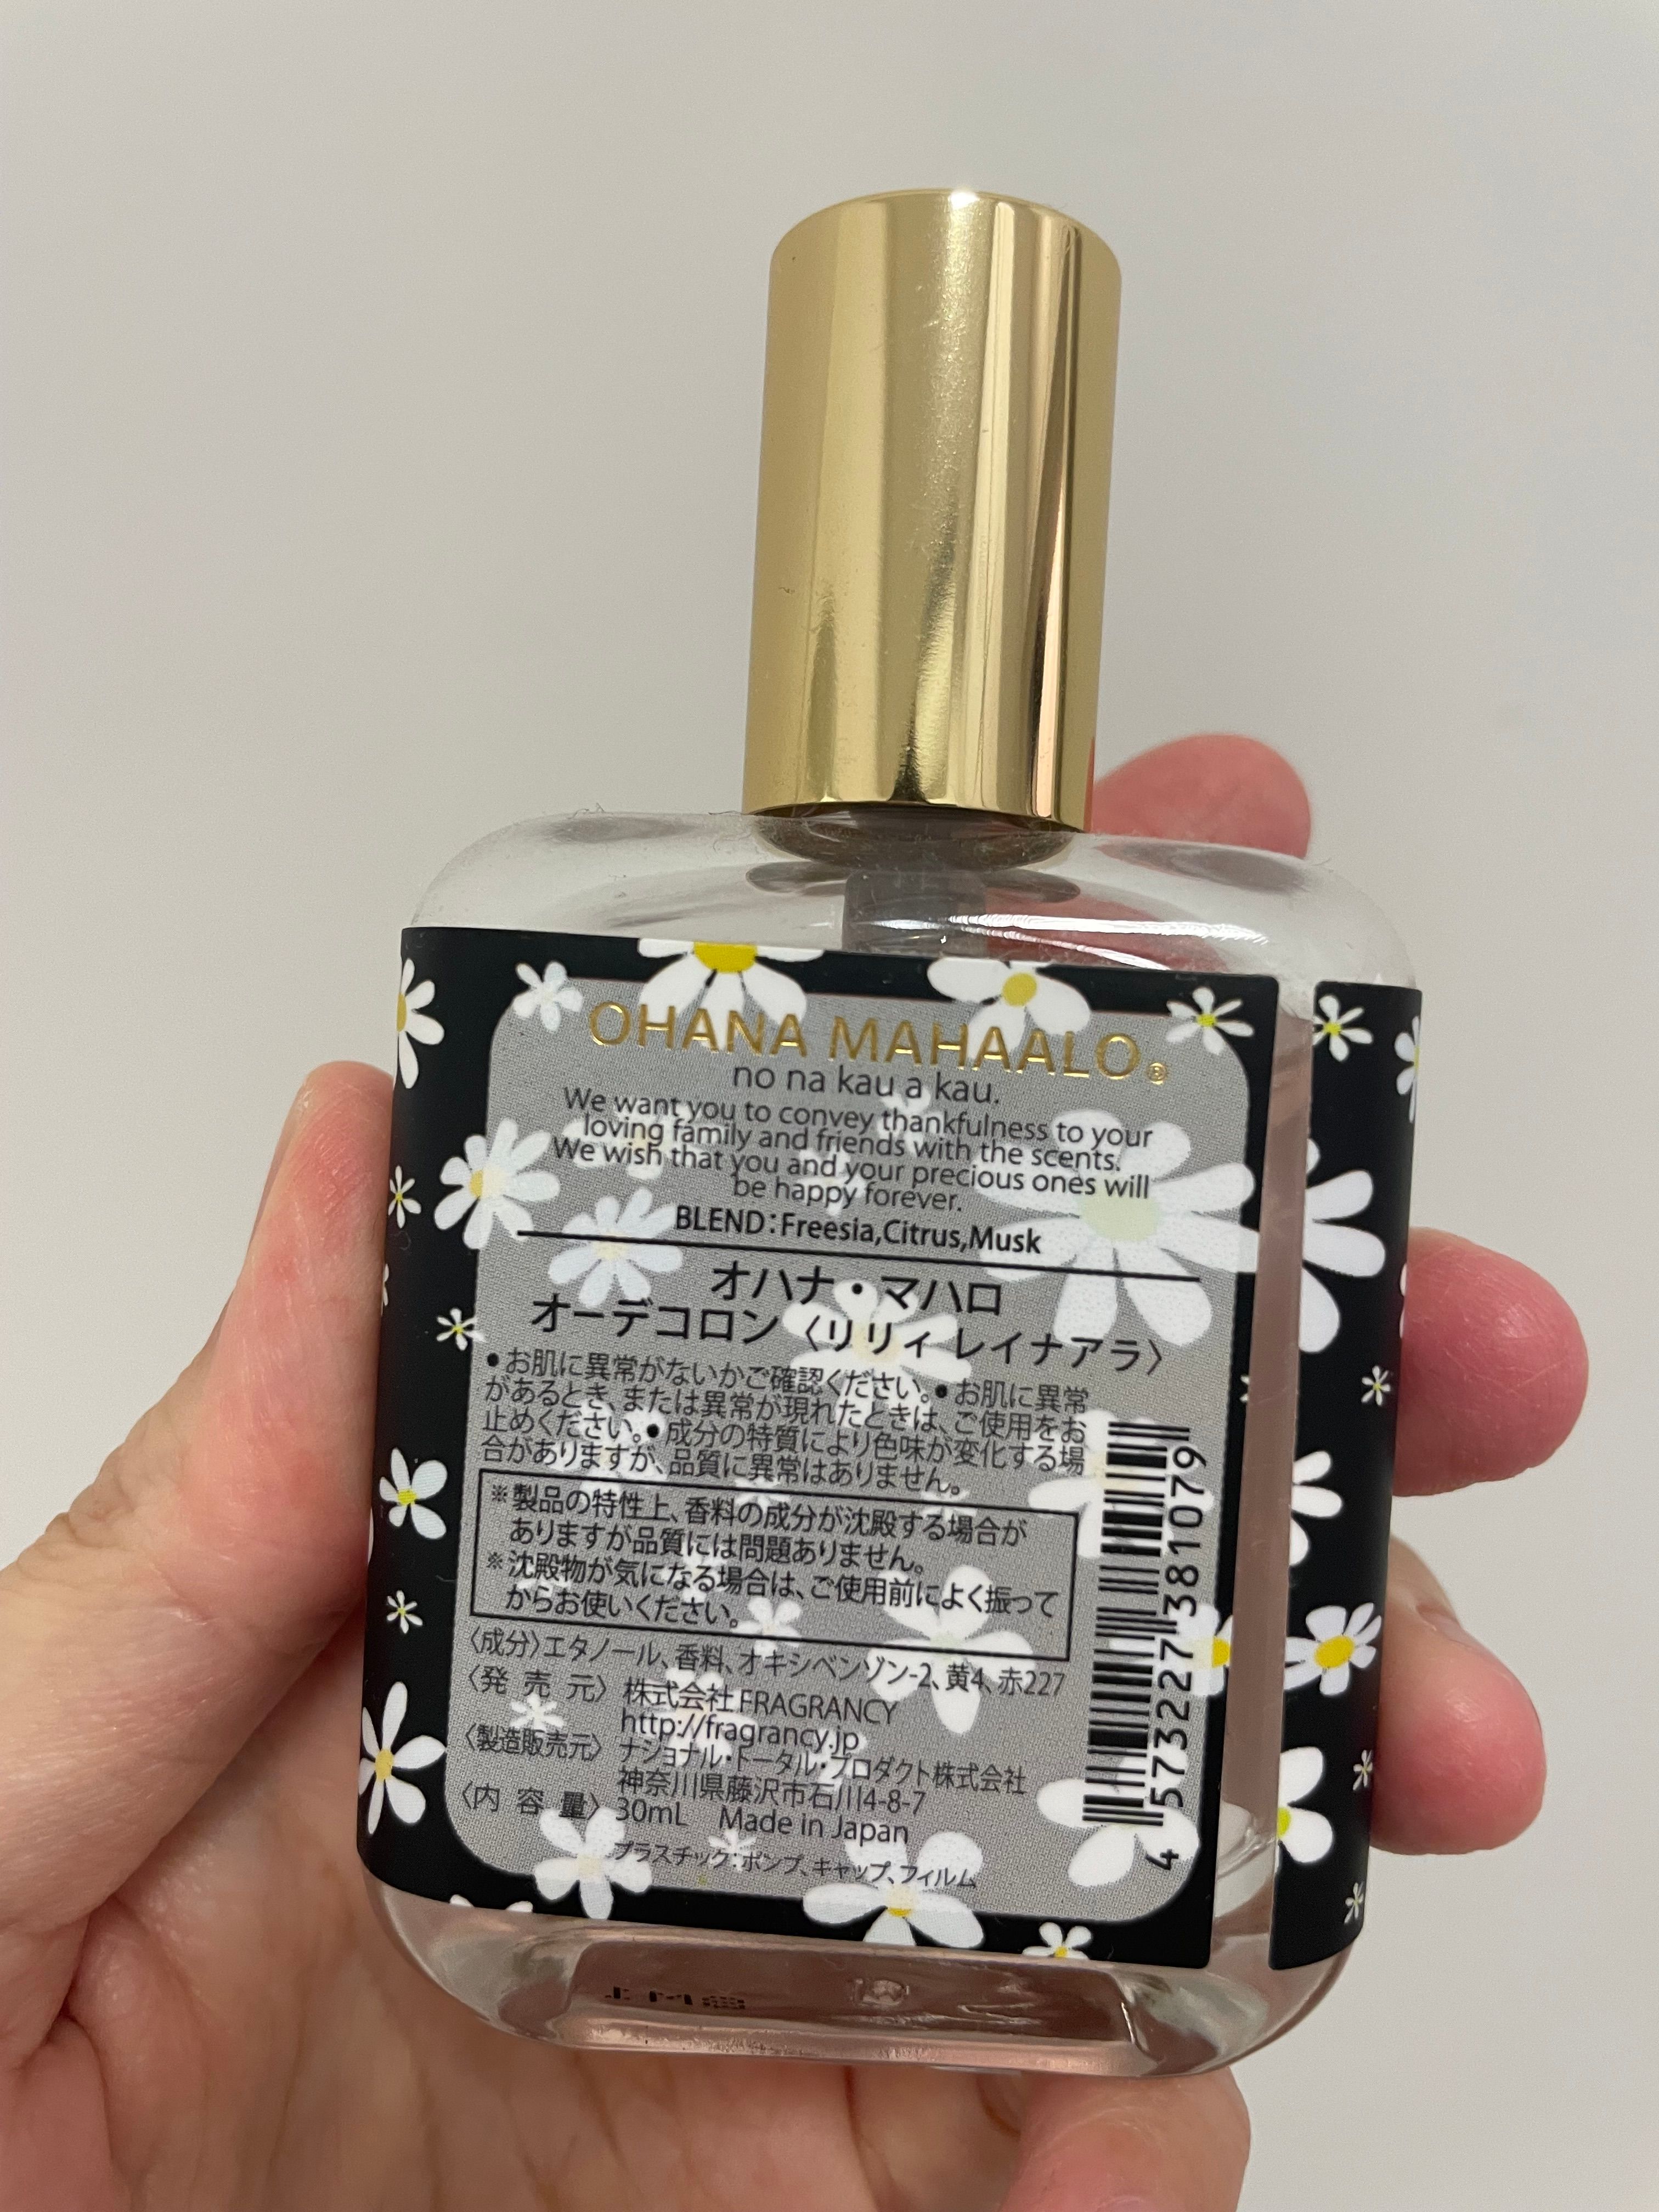 OHANA MAHAALO®
no na kau a kau.
We want you to convey thankfulness to your
loving family and friends with the scents.
We wish that you and your precious ones will
be happy forever.
BLEND:Freesia,Citrus,Musk
オハナ・マハロ
オーデコロン〈リリィ レイナアラ〉
●お肌に異常がないかご確認ください。●お肌に異常
があるとき、または異常が現れたときは、ご使用をお
止めください。●成分の特質により色味が変化する場
合がありますが、品質に異常はありません。
※製品の特性上、香料の成分が沈殿する場合が
ありますが品質には問題ありません。
※沈殿物が気になる場合は、ご使用前によく振って
からお使いください。
〈成分〉エタノール、香料、オキシベンゾン-2、黄4、赤227
〈発売元〉株式会社FRAGRANCY
http://fragrancy.jp
〈製造販売元〉ナショナル・トータル・プロダクト株式会社
神奈川県藤沢市石川4-8-7
〈内容量〉30mL Made in Japan
プラスチック:ポンプ、キャップ、フィルム
4573227381079